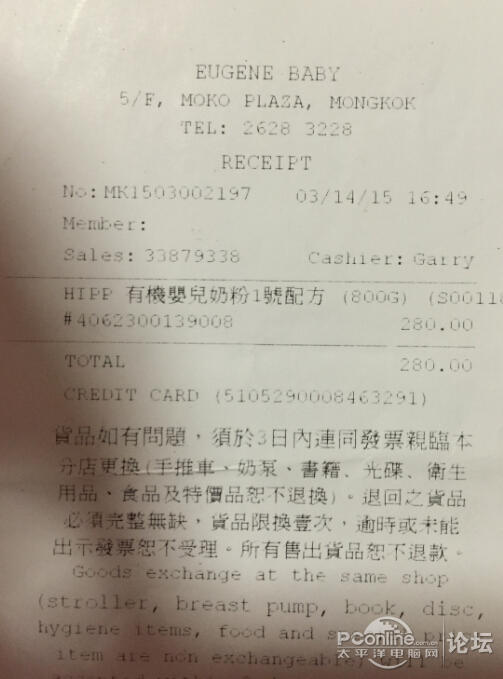 EUGENE BABY
5/F, MOKO PLAZA, MONGKOK
TEL: 2628 3228
RECEIPT
No: MK1503002197 03/14/15 16:49
Member:
Sales: 33879338 Cashier: Garry
HIPP 有機嬰兒奶粉1號配方 (800G) (S0011
#4062300139008 280.00
TOTAL 280.00
CREDIT CARD (5105290008463291)
貨品如有問題，須於3日內連同發票親臨本
分店更換(手推車、奶泵、書籍、光碟、衛生
用品、食品及特價品恕不退換)。退回之貨品
必須完整無缺，貨品限換壹次，逾時或未能
出示發票恕不受理。所有售出貨品恕不退款。
Goods exchange at the same shop
(stroller, breast pump, book, disc,
hygiene items, food and
item are non exchangeable) will be
PConline.com.cn 论坛
太平洋电脑网